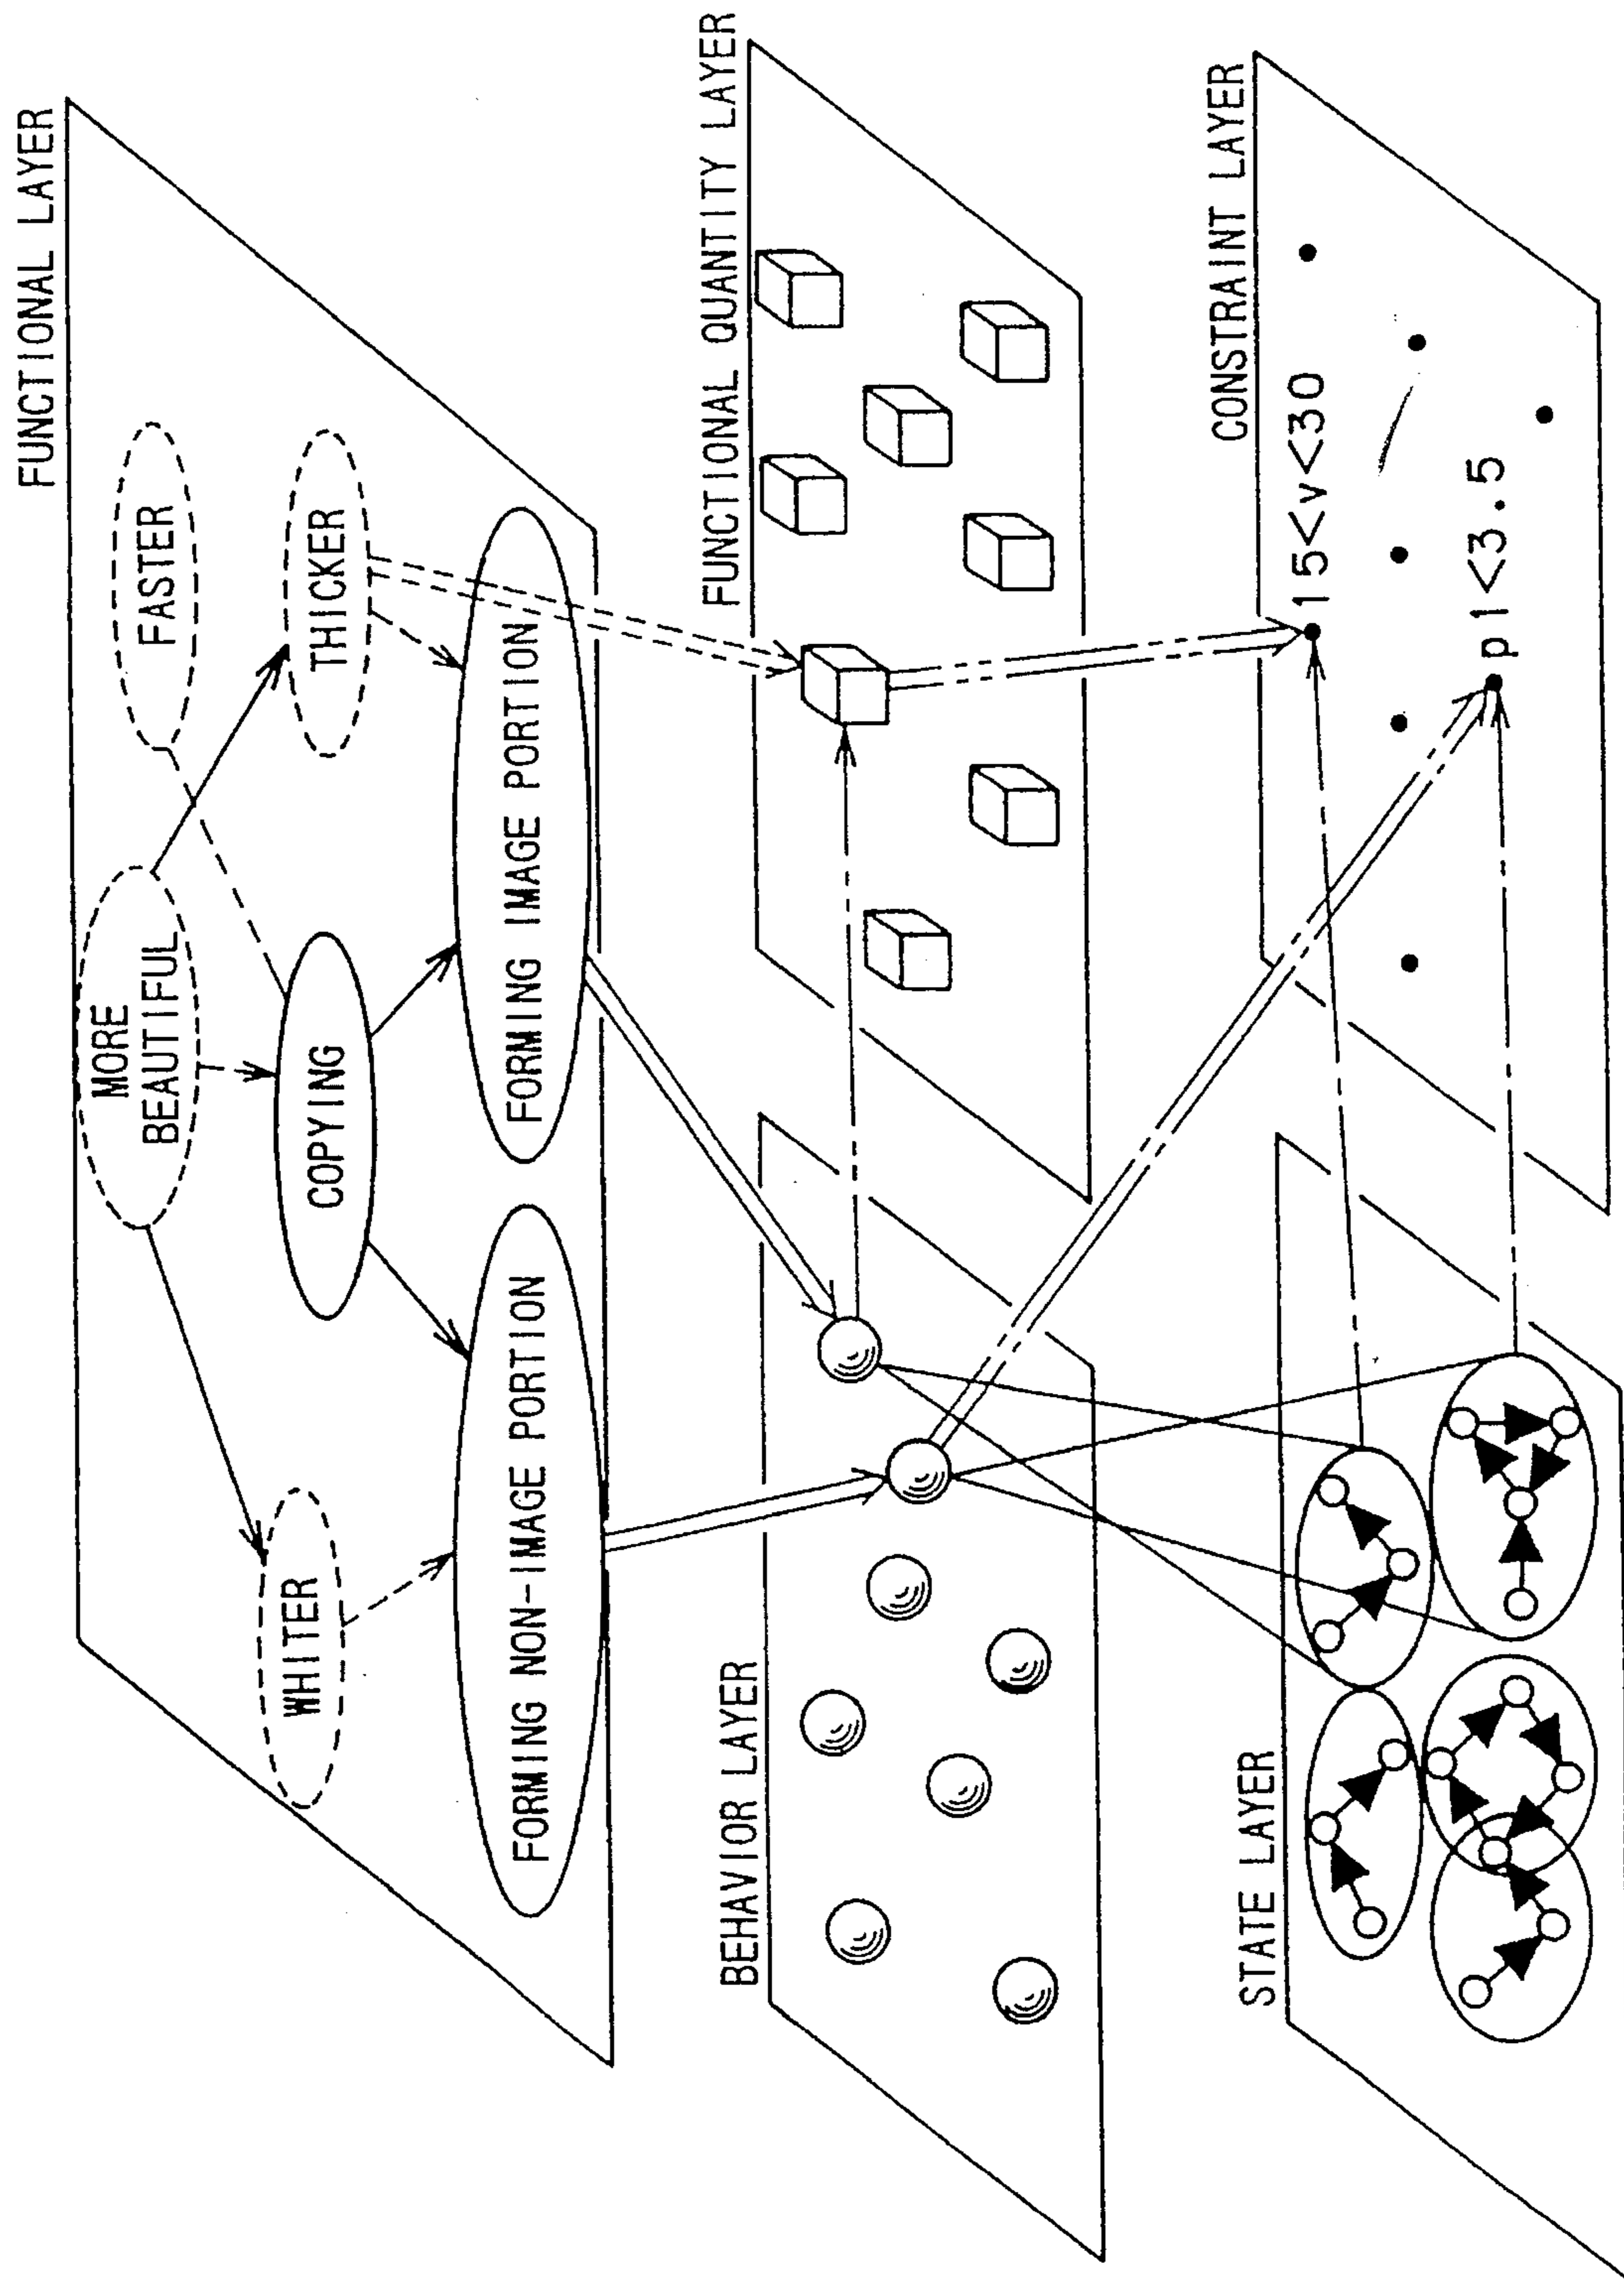 FUNCTIONAL LAYER
MORE
BEAUTIFUL
FASTER
WHITER
COPYING
THICKER
FORMING NON-IMAGE PORTION
FORMING IMAGE PORTION
BEHAVIOR LAYER
FUNCTIONAL QUANTITY LAYER
STATE LAYER
CONSTRAINT LAYER
15<v<30
p1<3.5